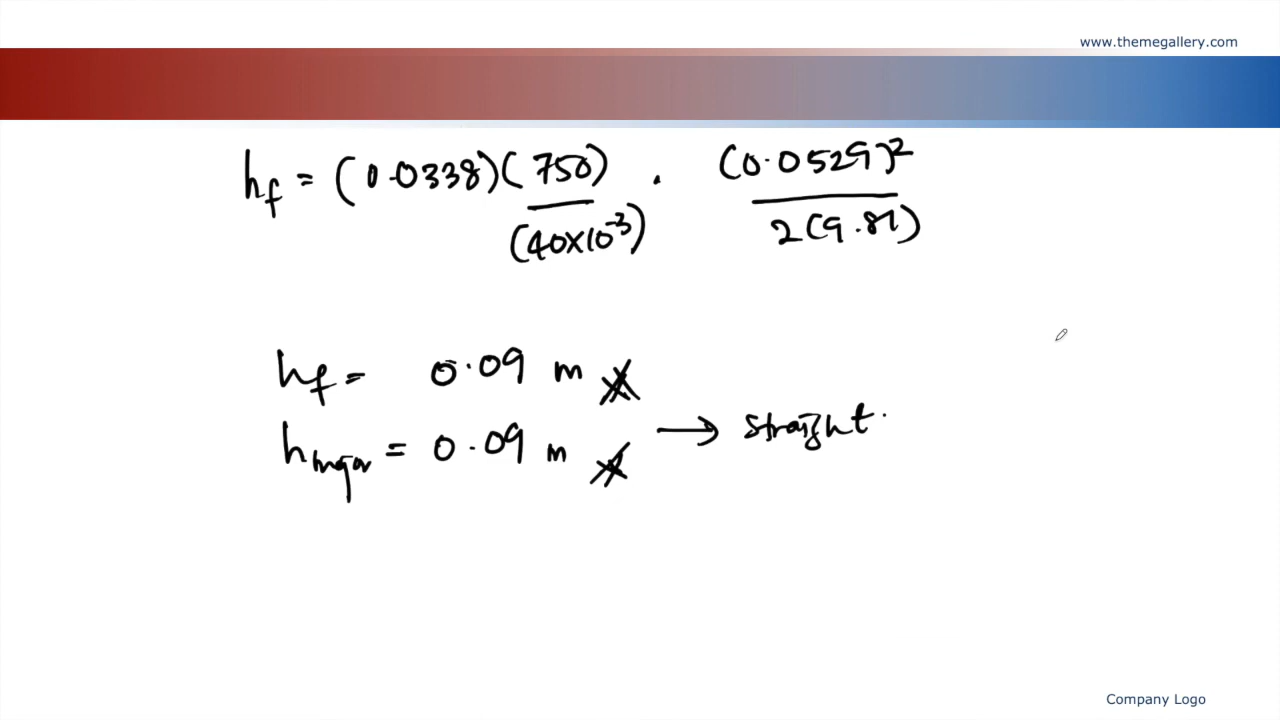 www.themegallery.com
hf = (0.0338)(750)/(40x10⁻³) . (0.0529)²/2(9.81)
hf = 0.09 m
hmajor = 0.09 m → straight.
Company Logo